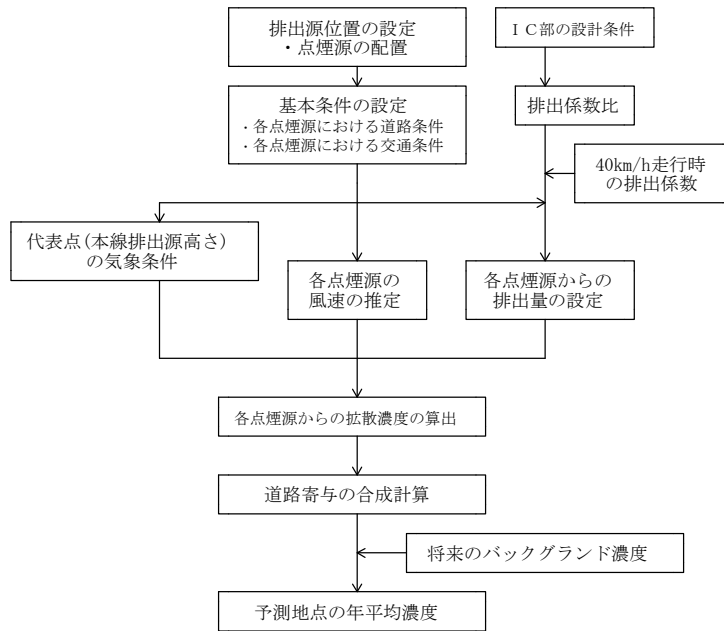 排出源位置の設定
・点煙源の配置
ＩＣ部の設計条件
基本条件の設定
・各点煙源における道路条件
・各点煙源における交通条件
排出係数比
40km/h走行時
の排出係数
代表点(本線排出源高さ)
の気象条件
各点煙源の
風速の推定
各点煙源からの
排出量の設定
各点煙源からの拡散濃度の算出
道路寄与の合成計算
将来のバックグランド濃度
予測地点の年平均濃度